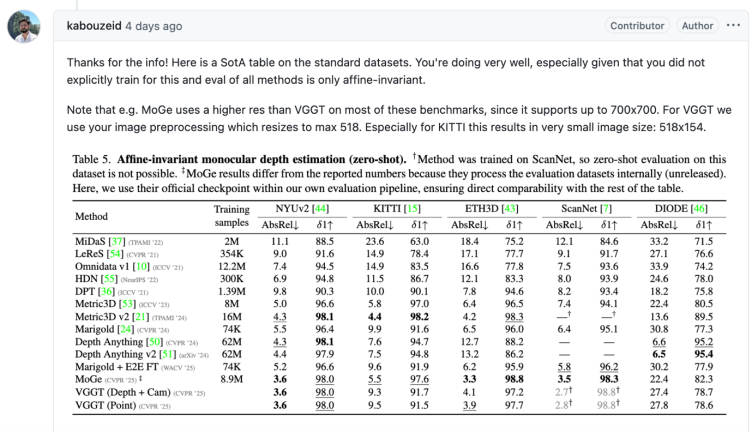 kabouzeid 4 days ago Contributor Author ...
Thanks for the info! Here is a SotA table on the standard datasets. You're doing very well, especially given that you did not
explicitly train for this and eval of all methods is only affine-invariant.
Note that e.g. MoGe uses a higher res than VGGT on most of these benchmarks, since it supports up to 700x700. For VGGT we
use your image preprocessing which resizes to max 518. Especially for KITTI this results in very small image size: 518x154.
Table 5. Affine-invariant monocular depth estimation (zero-shot). †Method was trained on ScanNet, so zero-shot evaluation on this
dataset is not possible. ‡MoGe results differ from the reported numbers because they process the evaluation datasets internally (unreleased).
Here, we use their official checkpoint within our own evaluation pipeline, ensuring direct comparability with the rest of the table.
Method Training samples NYUv2 [44] KITTI [15] ETH3D [43] ScanNet [7] DIODE [46]
AbsRel↓ δ1↑ AbsRel↓ δ1↑ AbsRel↓ δ1↑ AbsRel↓ δ1↑ AbsRel↓ δ1↑
MiDaS [37] (TPAMI '22) 2M 11.1 88.5 23.6 63.0 18.4 75.2 12.1 84.6 33.2 71.5
LeReS [54] (CVPR '21) 354K 9.0 91.6 14.9 78.4 17.1 77.7 9.1 91.7 27.1 76.6
Omnidata v1 [10] (ICCV '21) 12.2M 7.4 94.5 14.9 83.5 16.6 77.8 7.5 93.6 33.9 74.2
HDN [55] (NeurIPS '22) 300K 6.9 94.8 11.5 86.7 12.1 83.3 8.0 93.9 24.6 78.0
DPT [36] (ICCV '21) 1.39M 9.8 90.3 10.0 90.1 7.8 94.6 8.2 93.4 18.2 75.8
Metric3D [53] (ICCV '23) 8M 5.0 96.6 5.8 97.0 6.4 96.5 7.4 94.1 22.4 80.5
Metric3D v2 [21] (TPAMI '24) 16M 4.3 98.1 4.4 98.2 4.2 98.3 —† —† 13.6 89.5
Marigold [24] (CVPR '24) 74K 5.5 96.4 9.9 91.6 6.5 96.0 6.4 95.1 30.8 77.3
Depth Anything [50] (CVPR '24) 62M 4.3 98.1 7.6 94.7 12.7 88.2 — — 6.6 95.2
Depth Anything v2 [51] (arXiv '24) 62M 4.4 97.9 7.5 94.8 13.2 86.2 — — 6.5 95.4
Marigold + E2E FT (WACV '25) 74K 5.2 96.6 9.6 91.9 6.2 95.9 5.8 96.2 30.2 77.9
MoGe (CVPR '25) ‡ 8.9M 3.6 98.0 5.5 97.6 3.3 98.8 3.5 98.3 22.4 82.3
VGGT (Depth + Cam) (CVPR '25) 3.6 98.0 9.3 91.7 4.1 97.2 2.7† 98.8† 27.4 78.7
VGGT (Point) (CVPR '25) 3.6 98.0 9.5 91.5 3.9 97.7 2.8† 98.8† 27.8 78.6